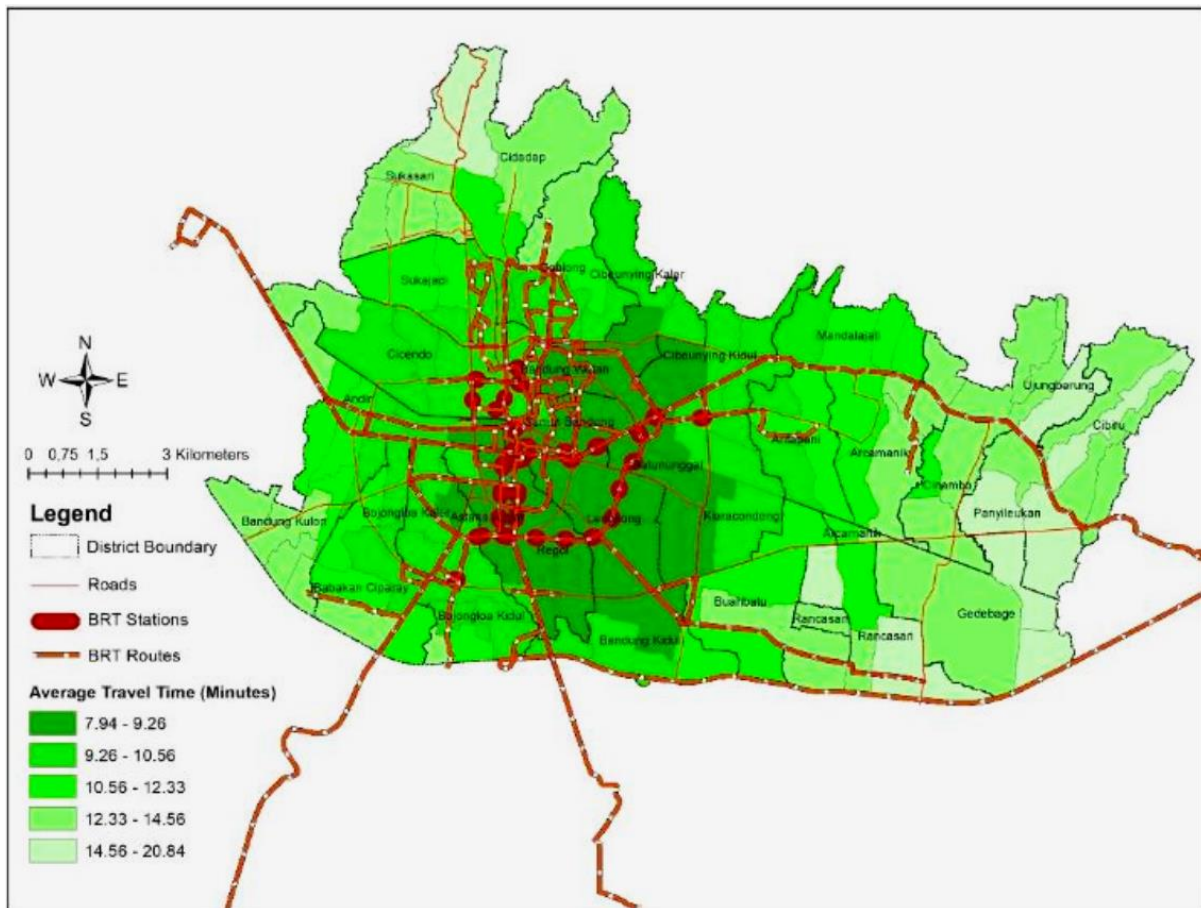 Cidadap
Sukasari
Coblong
Cibeunying Kaler
Sukajadi
Mandalajati
Cicendo
Cibeunying Kidul
Bandung Wetan
Ujungberung
Andir
Cibiru
Sumur Bandung
Antapani
Arcamanik
Batununggal
Cinambo
Panyileukan
Bandung Kulon
Bojongloa Kaler
Astana
Lengkong
Kiaracondong
Arcamanik
Regol
Babakan Ciparay
Buahbatu
Gedebage
Bojongloa Kidul
Rancasari
Rancasari
Bandung Kidul
N
W E
S
0 0.75 1.5 3 Kilometers
Legend
District Boundary
Roads
BRT Stations
BRT Routes
Average Travel Time (Minutes)
7.94 - 9.26
9.26 - 10.56
10.56 - 12.33
12.33 - 14.56
14.56 - 20.84